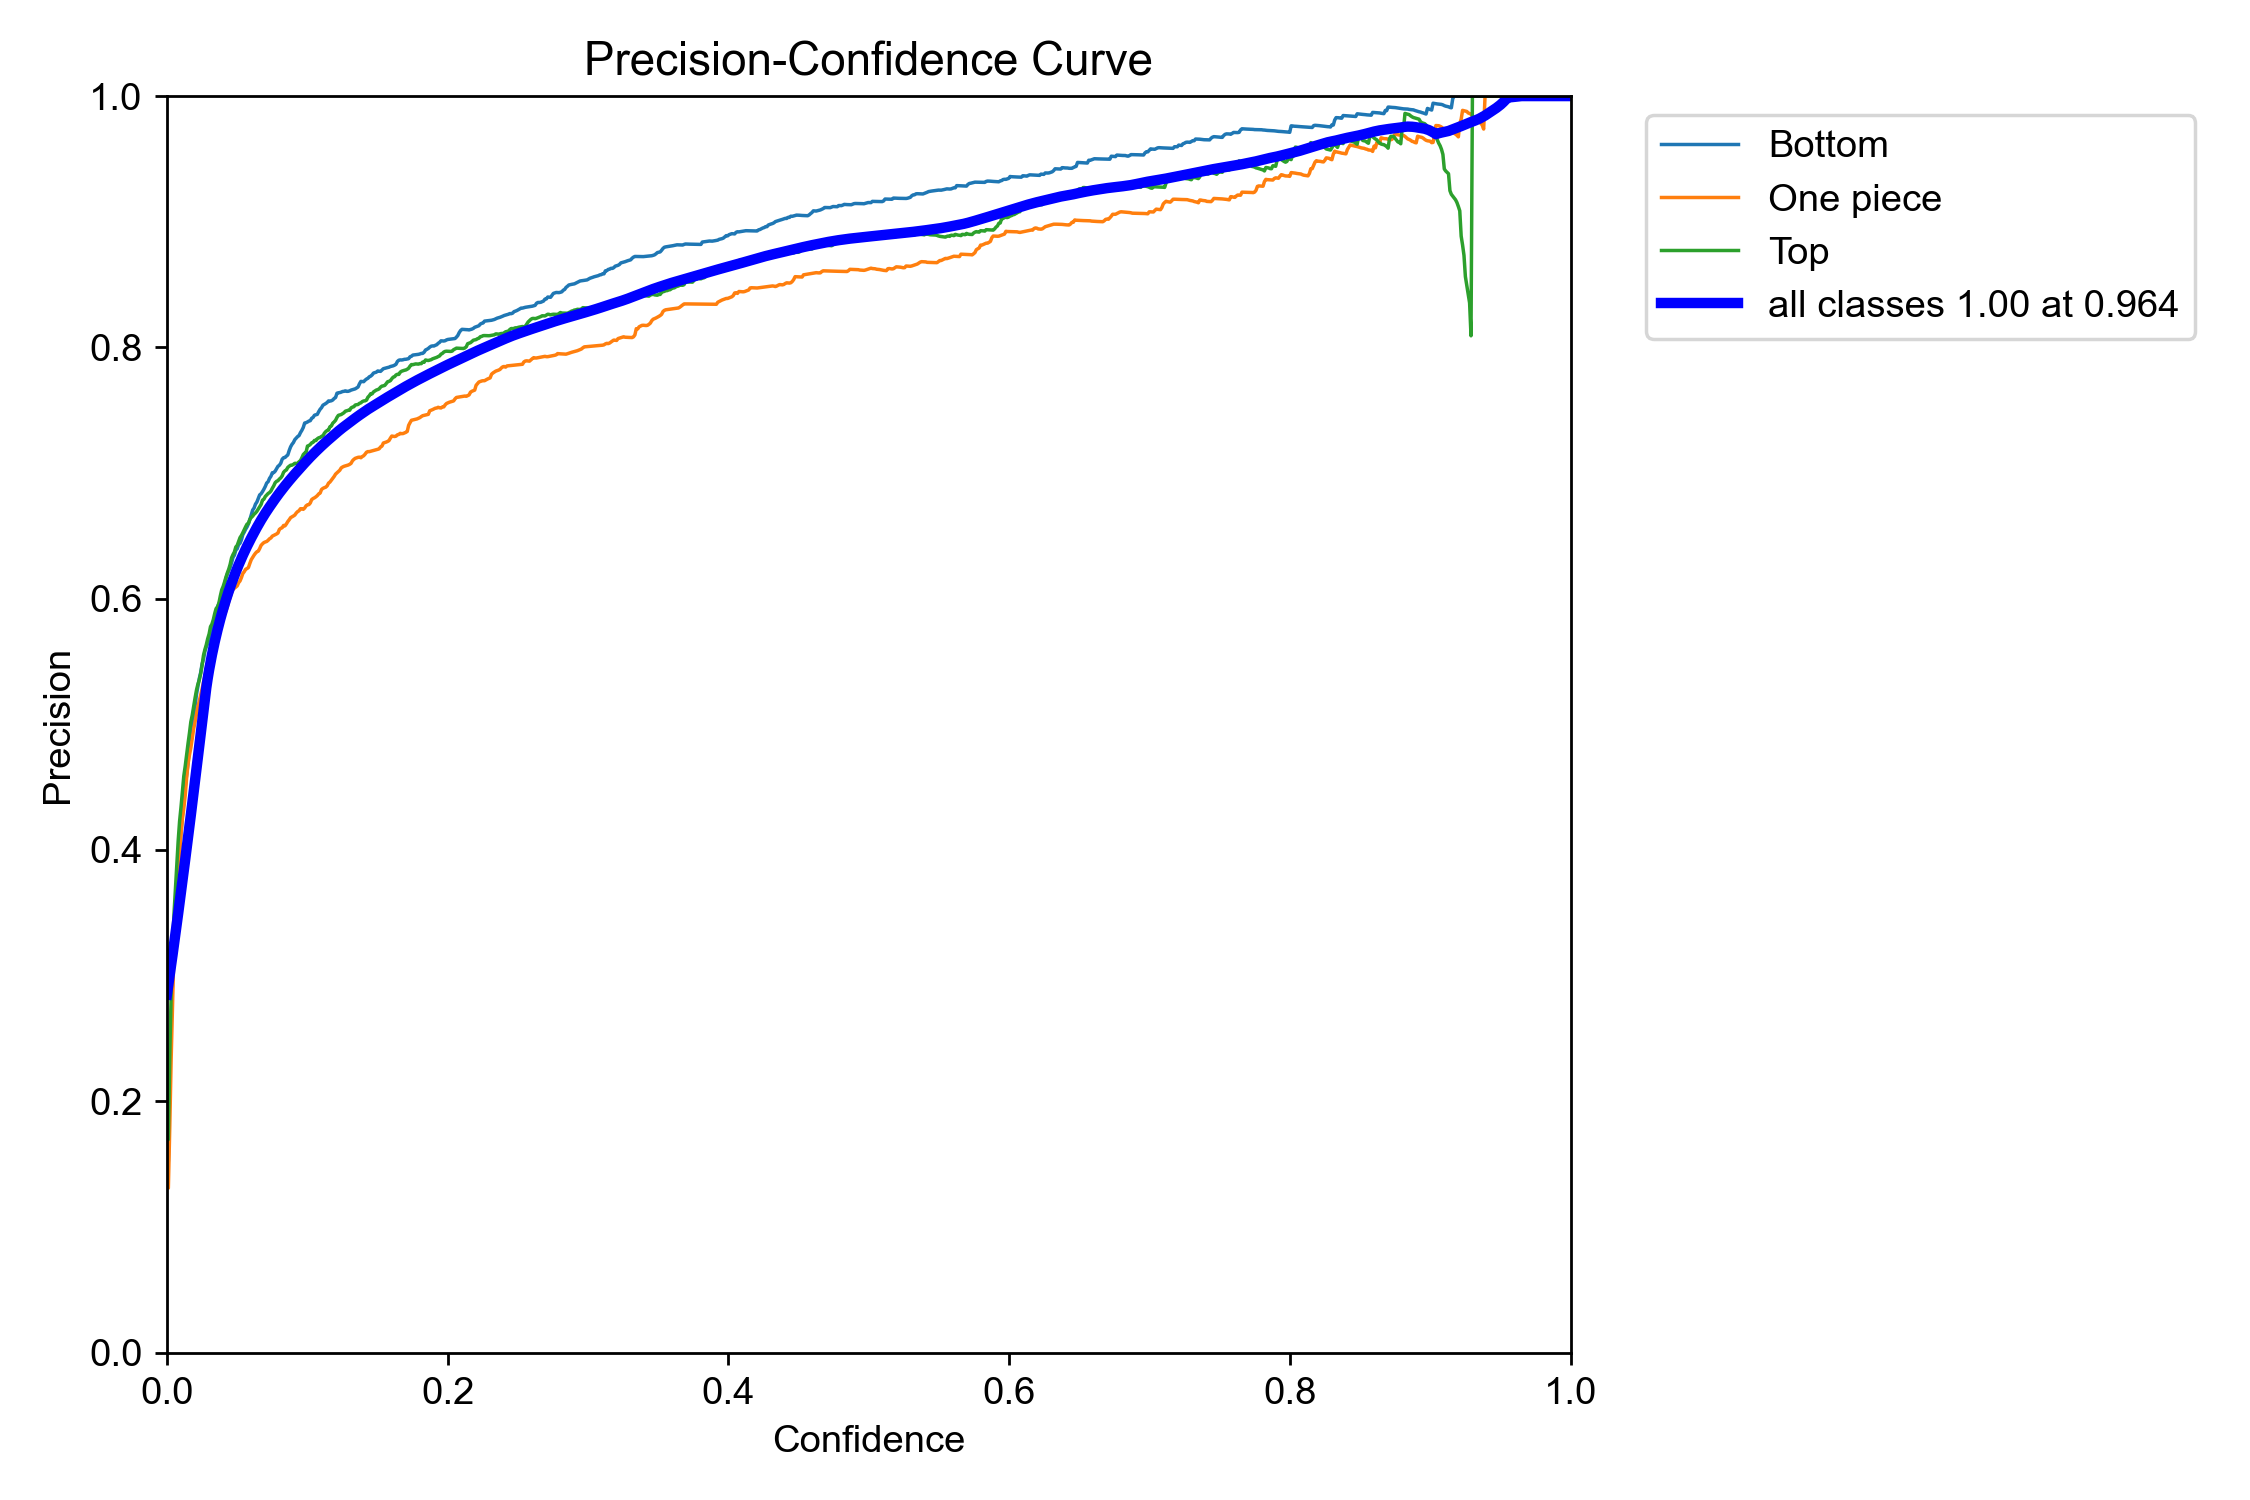 Precision-Confidence Curve
1.0
0.8
0.6
0.4
0.2
0.0
Precision
0.0 0.2 0.4 0.6 0.8 1.0
Confidence
Bottom
One piece
Top
all classes 1.00 at 0.964